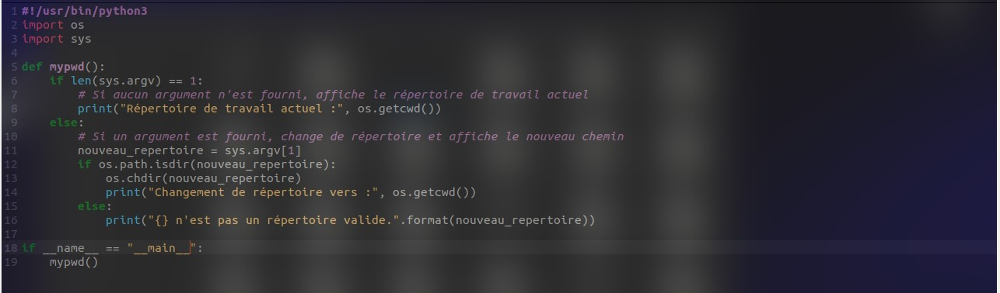 1 #!/usr/bin/python3
2 import os
3 import sys
4
5 def mypwd():
6     if len(sys.argv) == 1:
7         # Si aucun argument n'est fourni, affiche le répertoire de travail actuel
8         print("Répertoire de travail actuel :", os.getcwd())
9     else:
10         # Si un argument est fourni, change de répertoire et affiche le nouveau chemin
11         nouveau_repertoire = sys.argv[1]
12         if os.path.isdir(nouveau_repertoire):
13             os.chdir(nouveau_repertoire)
14             print("Changement de répertoire vers :", os.getcwd())
15         else:
16             print("{} n'est pas un répertoire valide.".format(nouveau_repertoire))
17
18 if __name__ == "__main__":
19     mypwd()